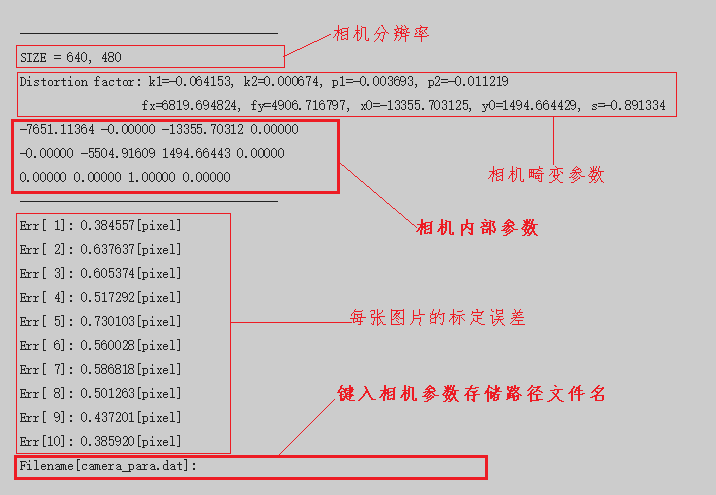 相机分辨率
SIZE = 640, 480
Distortion factor: k1=-0.064153, k2=0.000674, p1=-0.003693, p2=-0.011219
fx=6819.694824, fy=4906.716797, x0=-13355.703125, y0=1494.664429, s=-0.891334
-7651.11364 -0.00000 -13355.70312 0.00000
-0.00000 -5504.91609 1494.66443 0.00000
0.00000 0.00000 1.00000 0.00000
相机畸变参数
相机内部参数
Err[ 1]: 0.384557[pixel]
Err[ 2]: 0.637637[pixel]
Err[ 3]: 0.605374[pixel]
Err[ 4]: 0.517292[pixel]
Err[ 5]: 0.730103[pixel]
Err[ 6]: 0.560028[pixel]
Err[ 7]: 0.586818[pixel]
Err[ 8]: 0.501263[pixel]
Err[ 9]: 0.437201[pixel]
Err[10]: 0.385920[pixel]
每张图片的标定误差
键入相机参数存储路径文件名
Filename[camera_para.dat]: